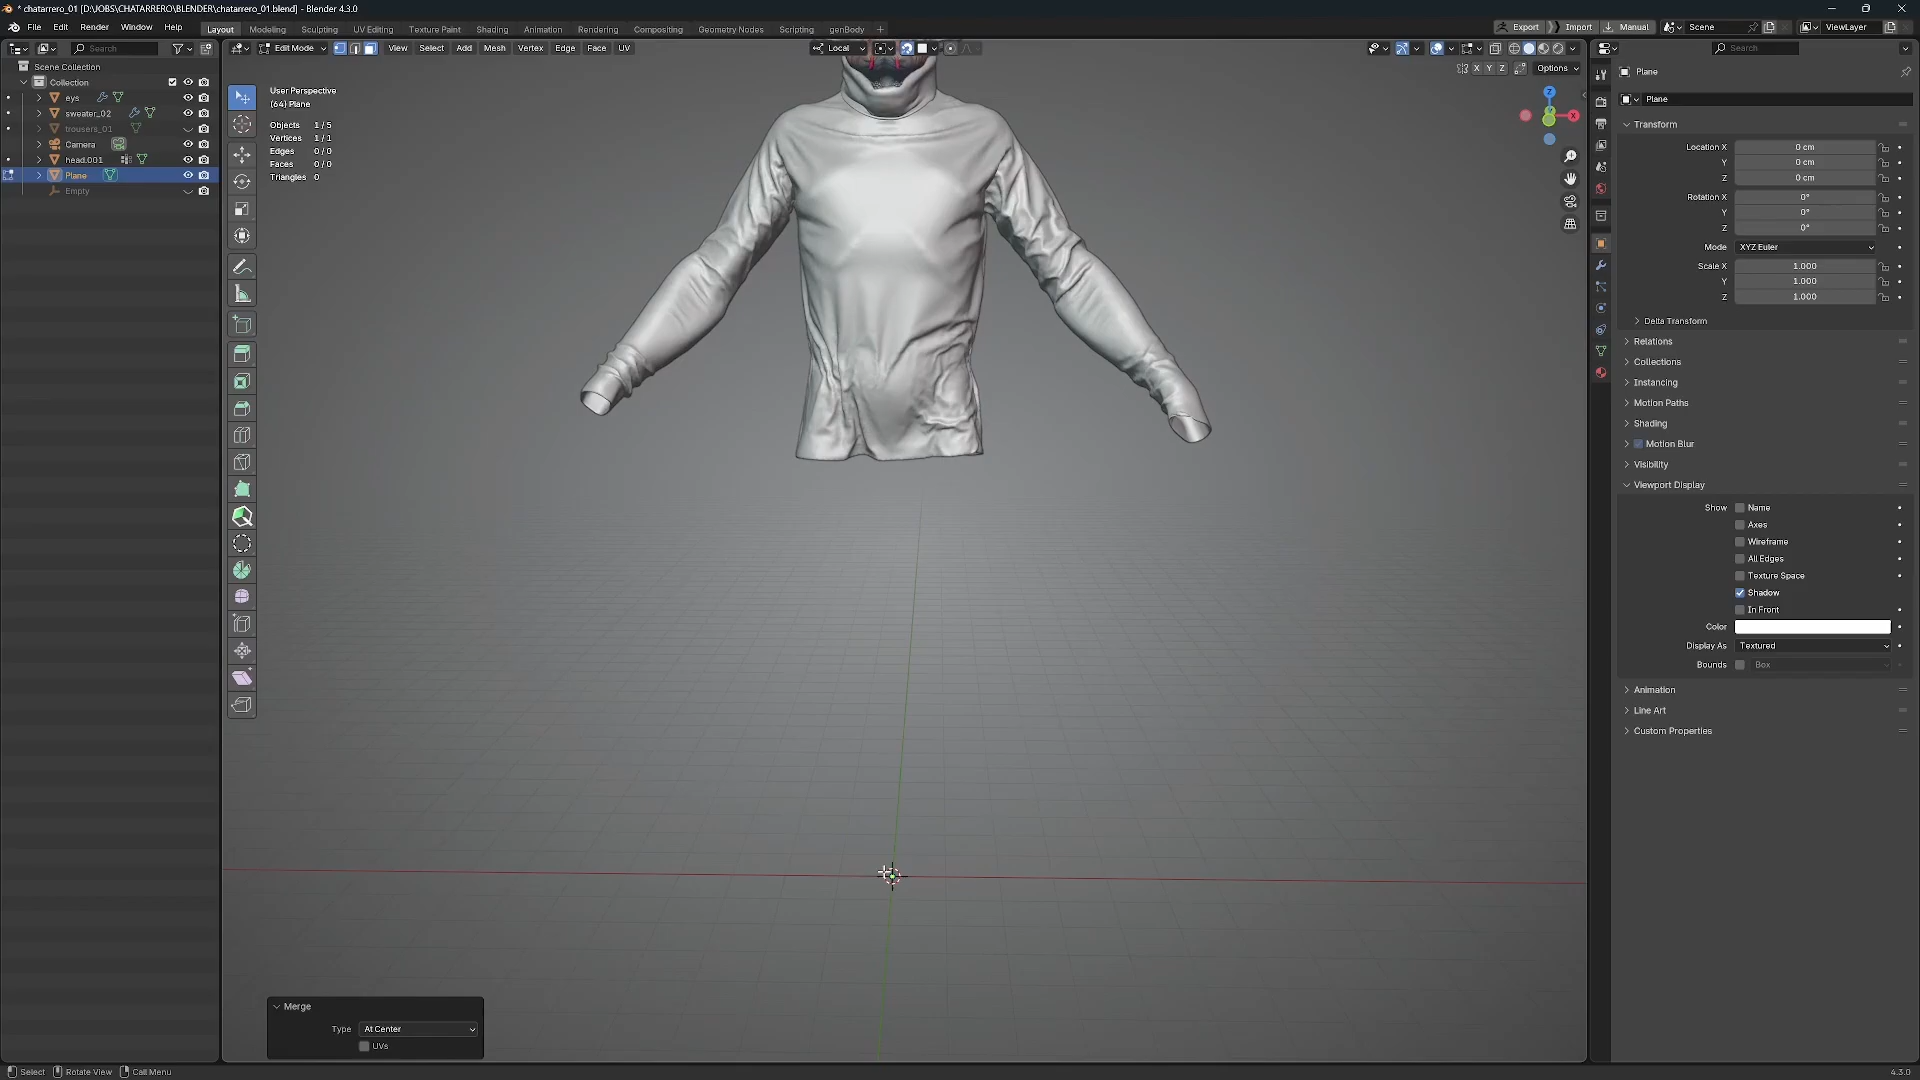 * chatarrero_01 [D:\JOBS\CHATARRERO\BLENDER\chatarrero_01.blend] - Blender 4.3.0
File Edit Render Window Help
Layout Modeling Sculpting UV Editing Texture Paint Shading Animation Rendering Compositing Geometry Nodes Scripting genBody +
Export Import Manual Scene ViewLayer
Search
Edit Mode View Select Add Mesh Vertex Edge Face UV
Local
Search
X Y Z Options
Scene Collection
Collection
eys
sweater_02
trousers_01
Camera
head.001
Plane
Empty
User Perspective
(64) Plane
Objects 1 / 5
Vertices 1 / 1
Edges 0 / 0
Faces 0 / 0
Triangles 0
Z
X
Plane
Plane
Transform
Location X 0 cm
Y 0 cm
Z 0 cm
Rotation X 0°
Y 0°
Z 0°
Mode XYZ Euler
Scale X 1.000
Y 1.000
Z 1.000
Delta Transform
Relations
Collections
Instancing
Motion Paths
Shading
Motion Blur
Visibility
Viewport Display
Show Name
Axes
Wireframe
All Edges
Texture Space
Shadow
In Front
Color
Display As Textured
Bounds Box
Animation
Line Art
Custom Properties
Merge
Type At Center
UVs
Select Rotate View Call Menu
4.3.0